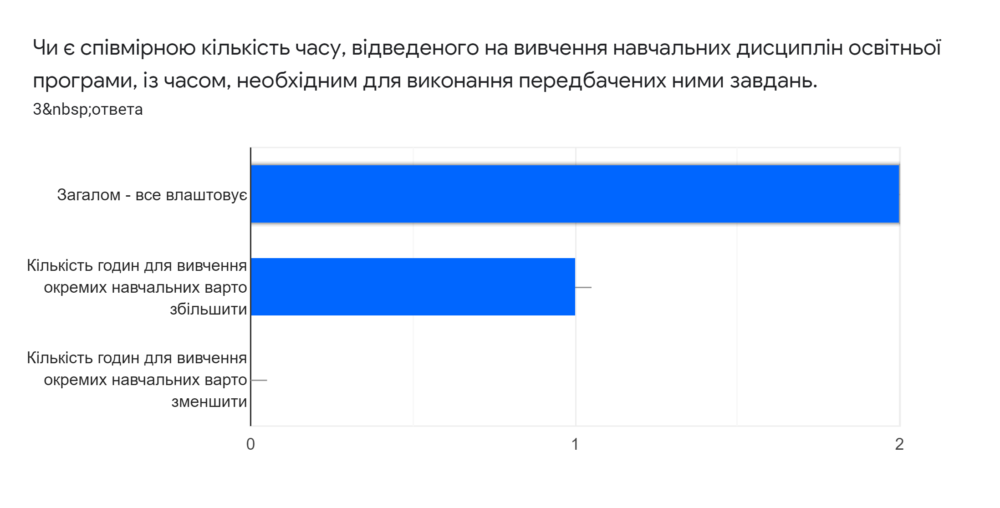 Чи є співмірною кількість часу, відведеного на вивчення навчальних дисциплін освітньої
програми, із часом, необхідним для виконання передбачених ними завдань.
3&nbsp;ответа
Загалом - все влаштовує
Кількість годин для вивчення
окремих навчальних варто
збільшити
Кількість годин для вивчення
окремих навчальних варто
зменшити
0 1 2